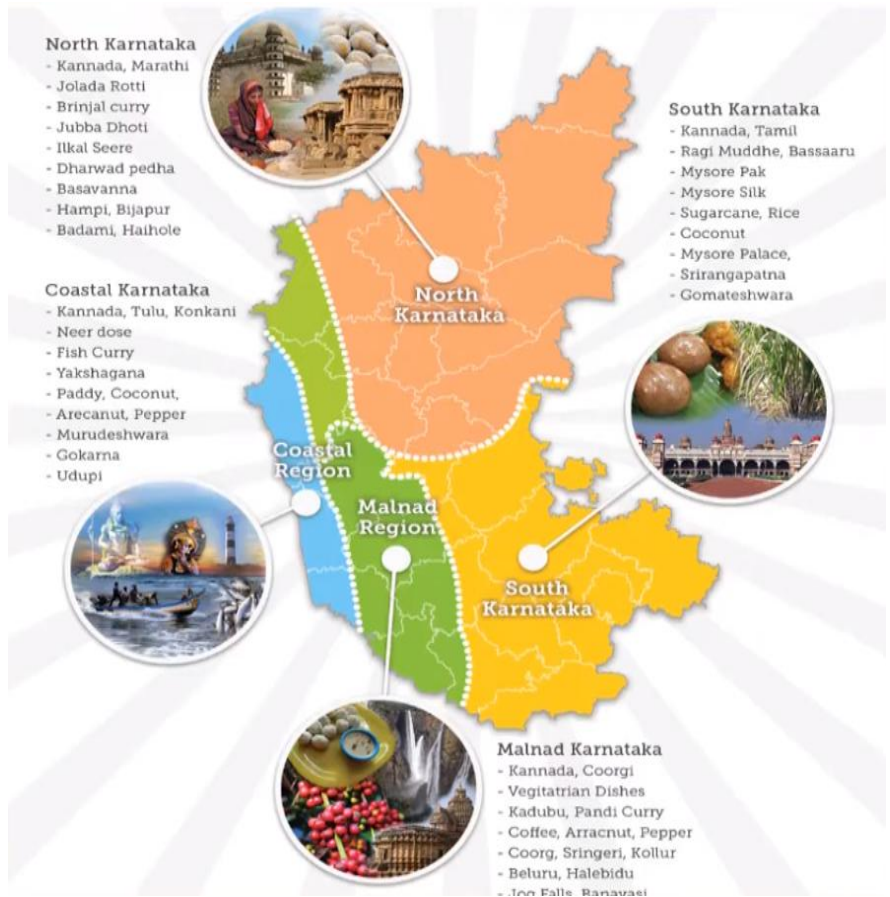 North Karnataka
- Kannada, Marathi
- Jolada Rotti
- Brinjal curry
- Jubba Dhoti
- Ilkal Seere
- Dharwad pedha
- Basavanna
- Hampi, Bijapur
- Badami, Haihole
South Karnataka
- Kannada, Tamil
- Ragi Muddhe, Bassaaru
- Mysore Pak
- Mysore Silk
- Sugarcane, Rice
- Coconut
- Mysore Palace,
- Srirangapatna
- Gomateshwara
Coastal Karnataka
- Kannada, Tulu, Konkani
- Neer dose
- Fish Curry
- Yakshagana
- Paddy, Coconut,
- Arecanut, Pepper
- Murudeshwara
- Gokarna
- Udupi
North
Karnataka
Coastal
Region
Malnad
Region
South
Karnataka
Malnad Karnataka
- Kannada, Coorgi
- Vegitatrian Dishes
- Kadubu, Pandi Curry
- Coffee, Arracnut, Pepper
- Coorg, Sringeri, Kollur
- Beluru, Halebidu
- Jog Falls, Banavasi